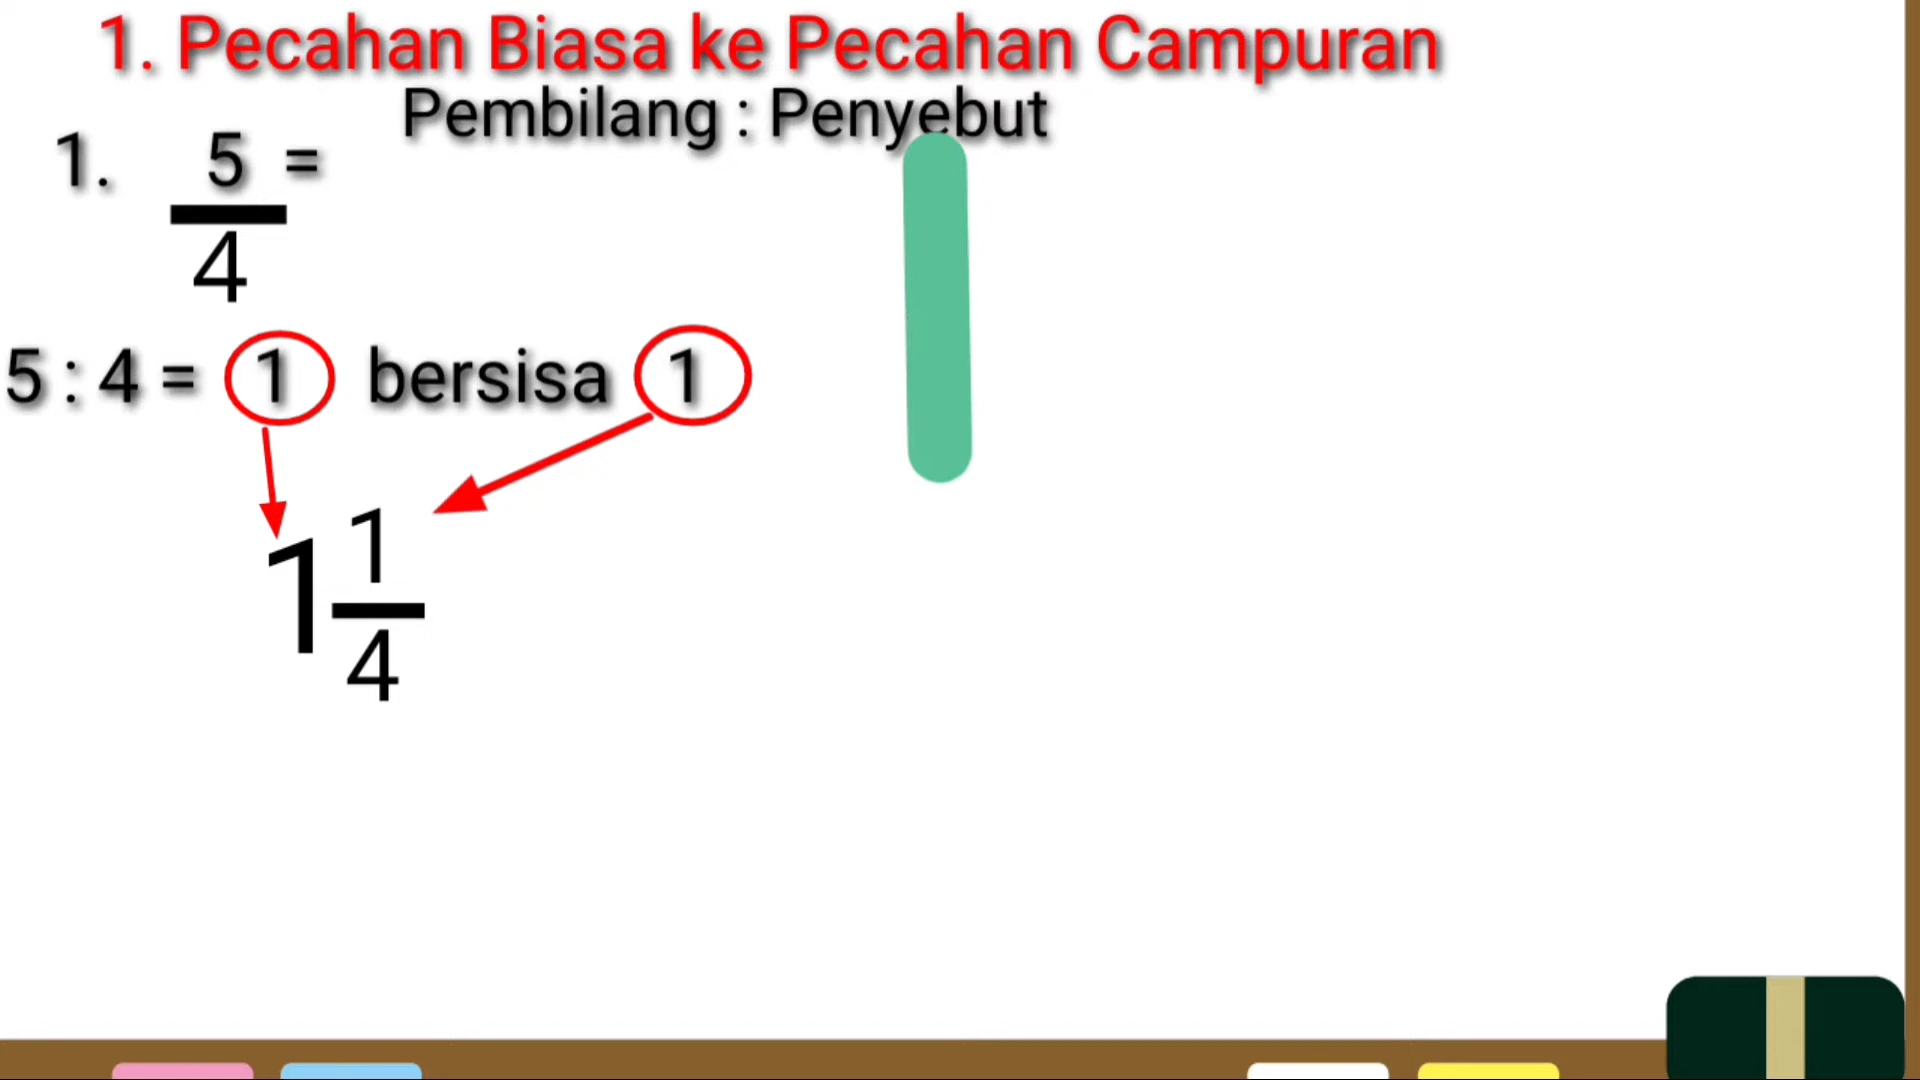 1. Pecahan Biasa ke Pecahan Campuran
Pembilang : Penyebut
1. 5 =
4
5 : 4 = 1 bersisa 1
1 1
4